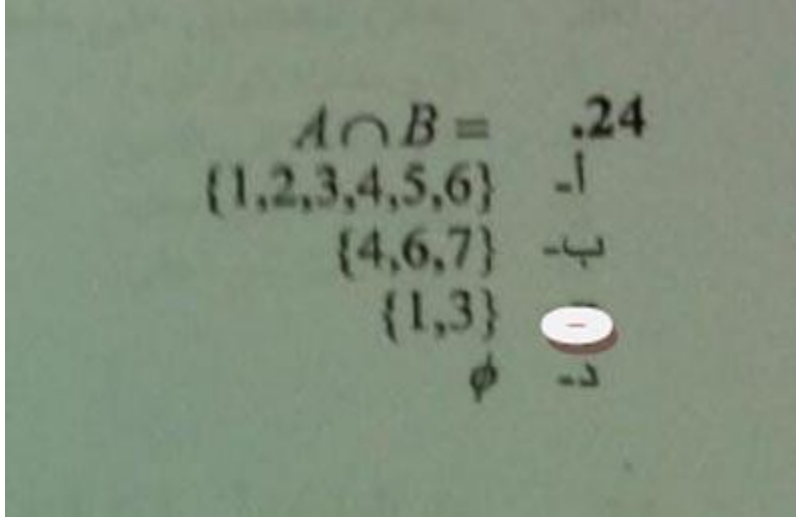 .24 A∩B =
أ- {1,2,3,4,5,6}
ب- {4,6,7}
{1,3}
د- ϕ